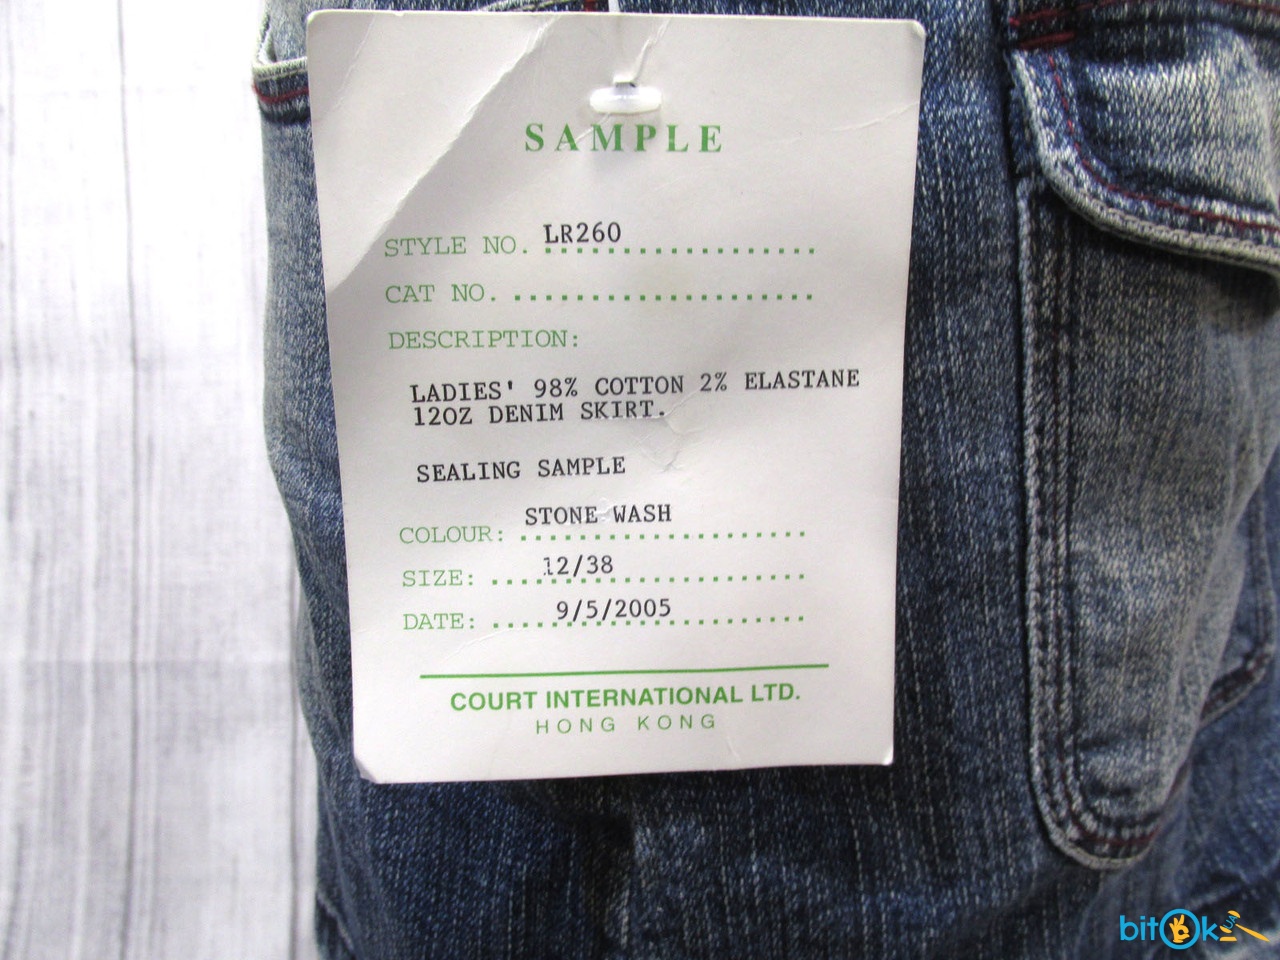 SAMPLE
STYLE NO. LR260
CAT NO.
DESCRIPTION:
LADIES' 98% COTTON 2% ELASTANE
12OZ DENIM SKIRT.
SEALING SAMPLE
COLOUR: STONE WASH
SIZE: 12/38
DATE: 9/5/2005
COURT INTERNATIONAL LTD.
HONG KONG
bitOk
UA